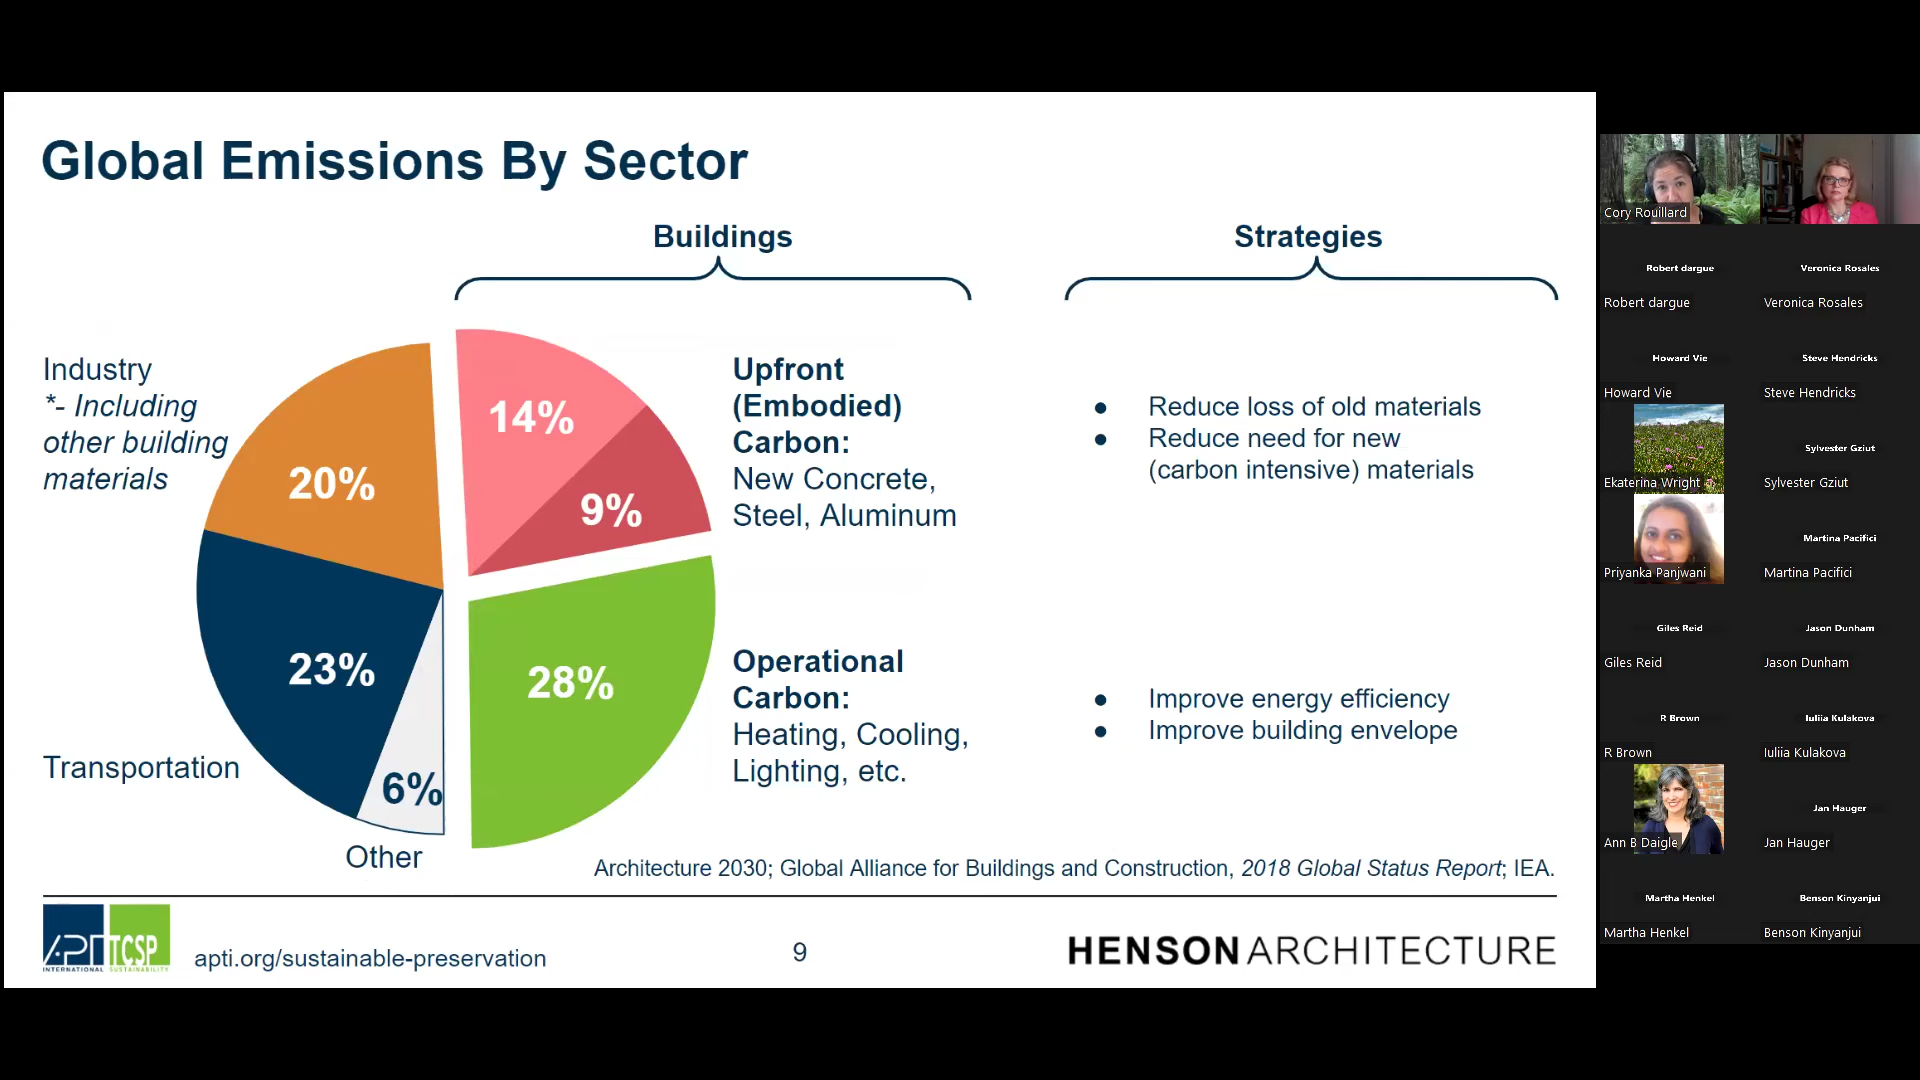 Global Emissions By Sector
Buildings
Strategies
Industry
*- Including
other building
materials
20%
14%
9%
23%
28%
6%
Transportation
Other
Upfront
(Embodied)
Carbon:
New Concrete,
Steel, Aluminum
Operational
Carbon:
Heating, Cooling,
Lighting, etc.
● Reduce loss of old materials
● Reduce need for new
(carbon intensive) materials
● Improve energy efficiency
● Improve building envelope
Architecture 2030; Global Alliance for Buildings and Construction, 2018 Global Status Report; IEA.
APT TCSP
INTERNATIONAL SUSTAINABILITY
apti.org/sustainable-preservation
9
HENSON ARCHITECTURE
Cory Rouillard
Robert dargue
Veronica Rosales
Robert dargue
Veronica Rosales
Howard Vie
Steve Hendricks
Howard Vie
Steve Hendricks
Sylvester Gziut
Ekaterina Wright
Sylvester Gziut
Martina Pacifici
Priyanka Panjwani
Martina Pacifici
Giles Reid
Jason Dunham
Giles Reid
Jason Dunham
R Brown
Iuliia Kulakova
R Brown
Iuliia Kulakova
Jan Hauger
Ann B Daigle
Jan Hauger
Martha Henkel
Benson Kinyanjui
Martha Henkel
Benson Kinyanjui